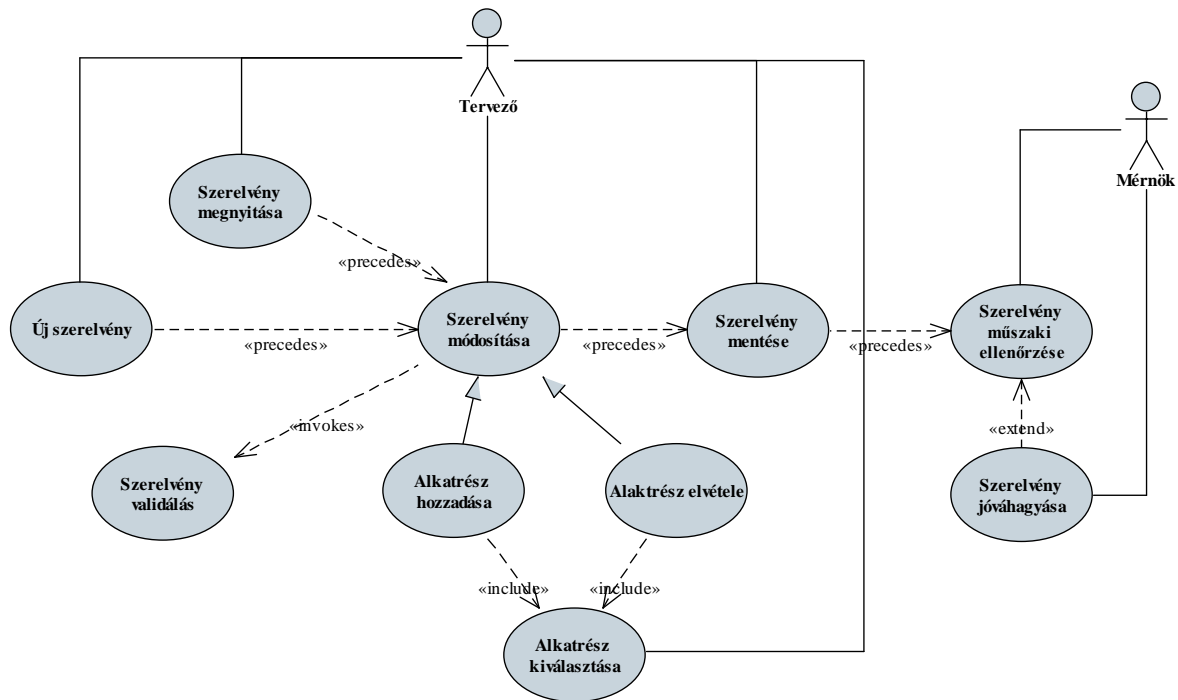 Tervező
Mérnök
Szerelvény
megnyitása
«precedes»
Új szerelvény
«precedes»
Szerelvény
módosítása
«precedes»
Szerelvény
mentése
«precedes»
Szerelvény
műszaki
ellenőrzése
«invokes»
«extend»
Szerelvény
validálás
Alkatrész
hozzadása
Alaktrész elvétele
Szerelvény
jóváhagyása
«include»
«include»
Alkatrész
kiválasztása